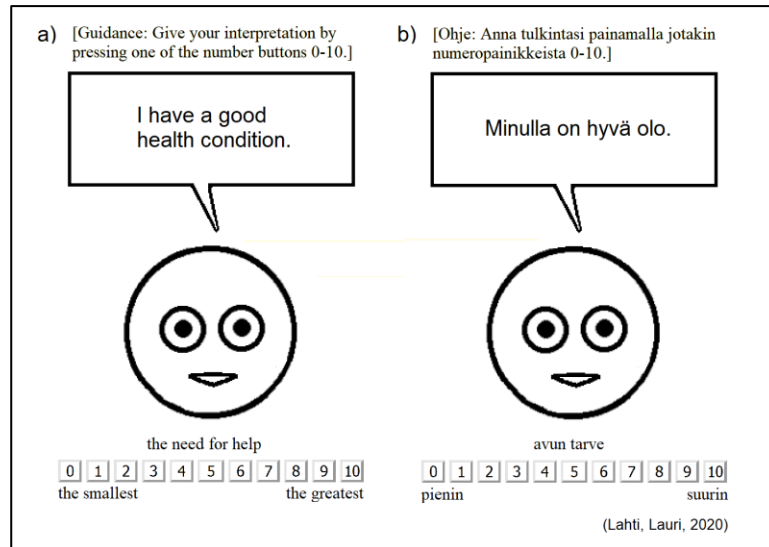 a) [Guidance: Give your interpretation by
pressing one of the number buttons 0-10.]
I have a good
health condition.
the need for help
0 1 2 3 4 5 6 7 8 9 10
the smallest the greatest
b) [Ohje: Anna tulkintasi painamalla jotakin
numeropainikkeista 0-10.]
Minulla on hyvä olo.
avun tarve
0 1 2 3 4 5 6 7 8 9 10
pienin suurin
(Lahti, Lauri, 2020)